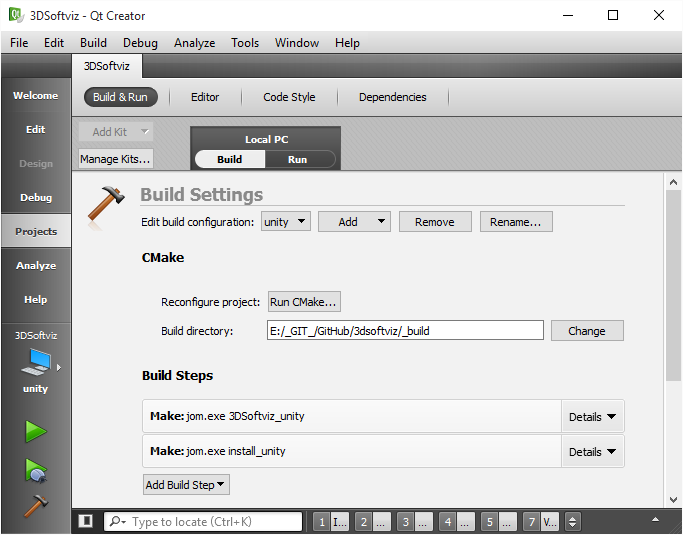 3DSoftviz - Qt Creator
File Edit Build Debug Analyze Tools Window Help
3DSoftviz
Welcome
Edit
Design
Debug
Projects
Analyze
Help
3DSoftviz
unity
Build & Run Editor Code Style Dependencies
Add Kit
Manage Kits...
Local PC
Build Run
Build Settings
Edit build configuration: unity Add Remove Rename...
CMake
Reconfigure project: Run CMake...
Build directory: E:/_GIT_/GitHub/3dsoftviz/_build Change
Build Steps
Make: jom.exe 3DSoftviz_unity Details
Make: jom.exe install_unity Details
Add Build Step
Type to locate (Ctrl+K) 1 I... 2 ... 3 ... 4 ... 5 ... 7 V...